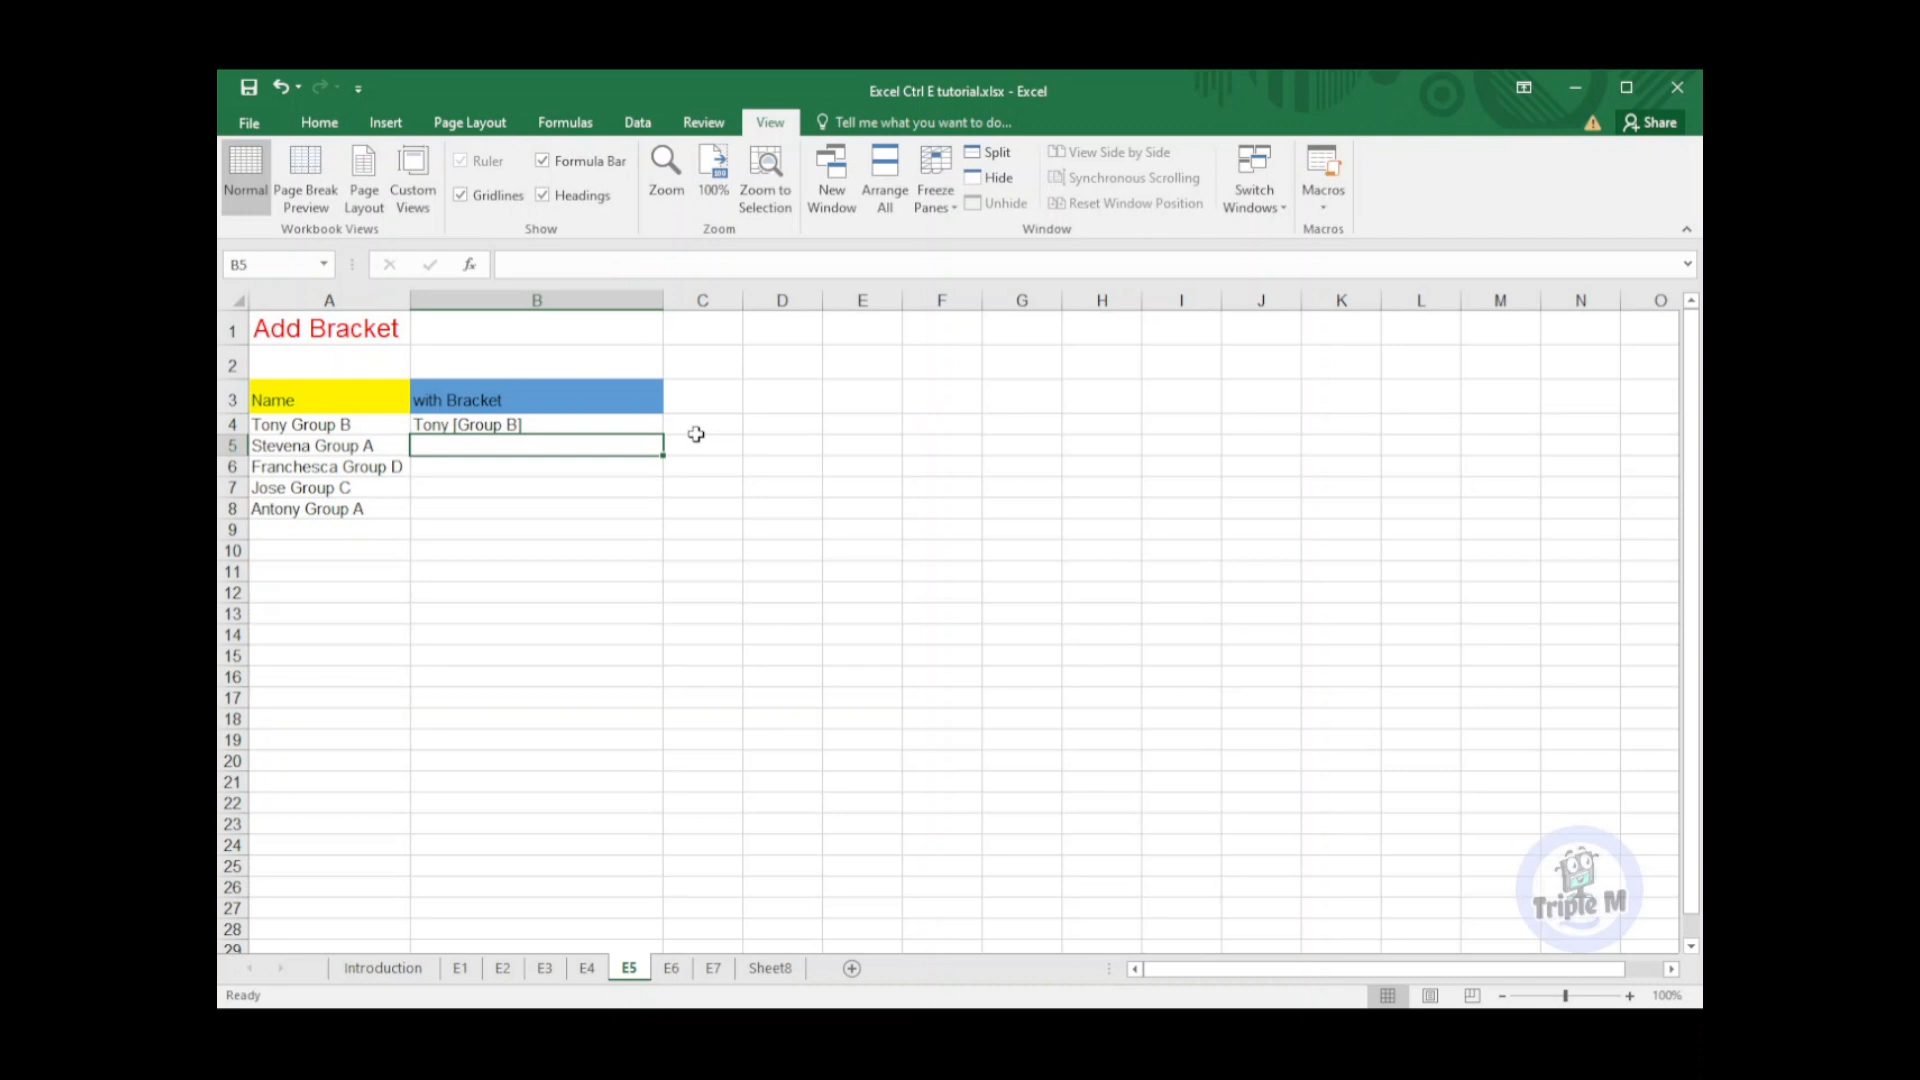 Excel Ctrl E tutorial.xlsx - Excel
File Home Insert Page Layout Formulas Data Review View Tell me what you want to do... Share
Normal Page Break Preview Page Layout Custom Views
Workbook Views
Ruler Formula Bar
Gridlines Headings
Show
Zoom 100% Zoom to Selection
Zoom
New Window Arrange All Freeze Panes
Split
Hide
Unhide
View Side by Side
Synchronous Scrolling
Reset Window Position
Window
Switch Windows
Macros
Macros
B5 fx
A B C D E F G H I J K L M N O
1 Add Bracket
2
3 Name with Bracket
4 Tony Group B Tony [Group B]
5 Stevena Group A
6 Franchesca Group D
7 Jose Group C
8 Antony Group A
9
10
11
12
13
14
15
16
17
18
19
20
21
22
23
24
25
26
27
28
29
Triple M
Introduction E1 E2 E3 E4 E5 E6 E7 Sheet8
Ready 100%